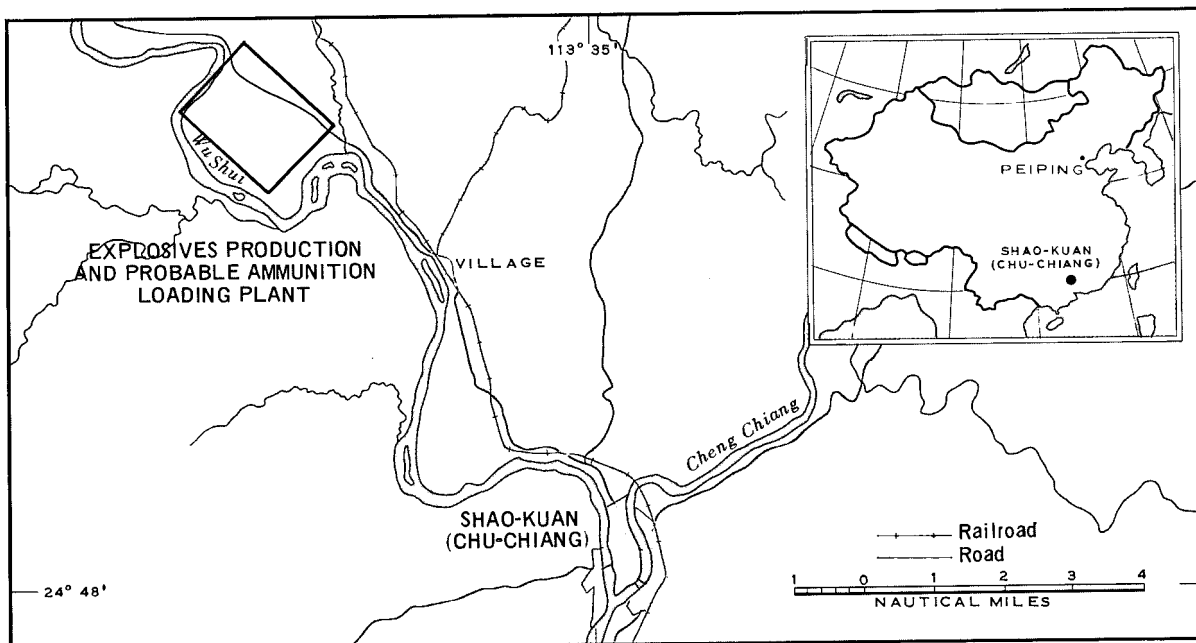 113° 35'
Wu Shui
EXPLOSIVES PRODUCTION
AND PROBABLE AMMUNITION
LOADING PLANT
VILLAGE
PEIPING
SHAO-KUAN
(CHU-CHIANG)
Cheng Chiang
SHAO-KUAN
(CHU-CHIANG)
Railroad
Road
24° 48'
1 0 1 2 3 4
NAUTICAL MILES